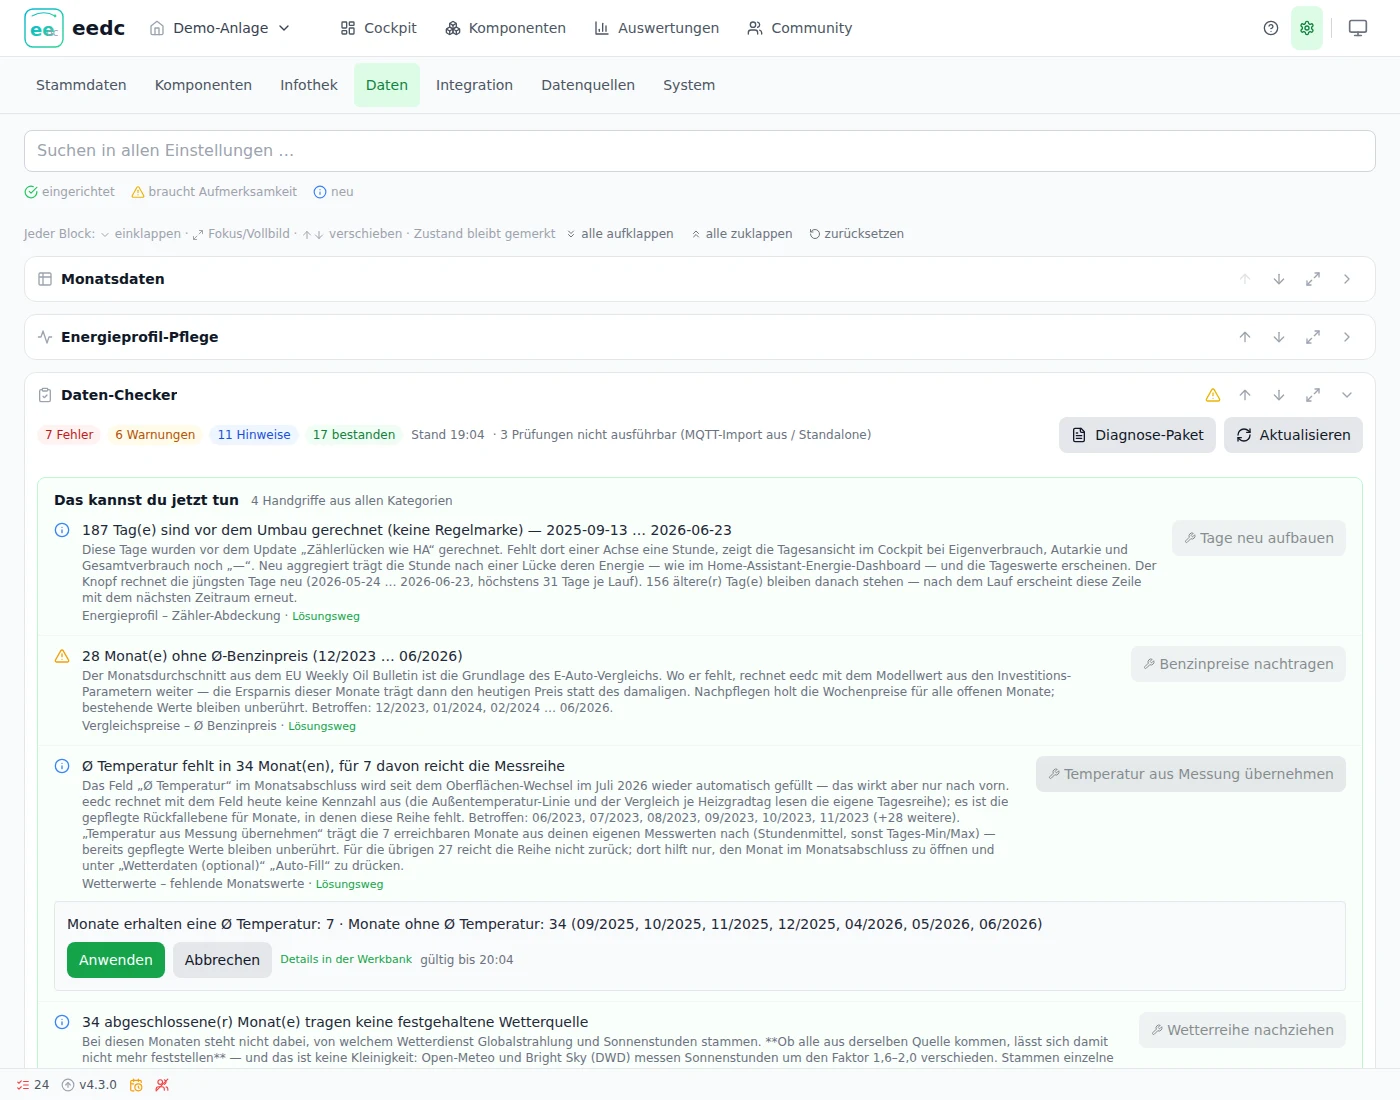 eedc
Demo-Anlage
Cockpit
Komponenten
Auswertungen
Community
Stammdaten
Komponenten
Infothek
Daten
Integration
Datenquellen
System
Suchen in allen Einstellungen …
eingerichtet
braucht Aufmerksamkeit
neu
Jeder Block: einklappen · Fokus/Vollbild · verschieben · Zustand bleibt gemerkt
alle aufklappen
alle zuklappen
zurücksetzen
Monatsdaten
Energieprofil-Pflege
Daten-Checker
7 Fehler
6 Warnungen
11 Hinweise
17 bestanden
Stand 19:04 · 3 Prüfungen nicht ausführbar (MQTT-Import aus / Standalone)
Diagnose-Paket
Aktualisieren
Das kannst du jetzt tun 4 Handgriffe aus allen Kategorien
187 Tag(e) sind vor dem Umbau gerechnet (keine Regelmarke) — 2025-09-13 … 2026-06-23
Tage neu aufbauen
Diese Tage wurden vor dem Update „Zählerlücken wie HA“ gerechnet. Fehlt dort einer Achse eine Stunde, zeigt die Tagesansicht im Cockpit bei Eigenverbrauch, Autarkie und
Gesamtverbrauch noch „—“. Neu aggregiert trägt die Stunde nach einer Lücke deren Energie — wie im Home-Assistant-Energie-Dashboard — und die Tageswerte erscheinen. Der
Knopf rechnet die jüngsten Tage neu (2026-05-24 … 2026-06-23, höchstens 31 Tage je Lauf). 156 ältere(r) Tag(e) bleiben danach stehen — nach dem Lauf erscheint diese Zeile
mit dem nächsten Zeitraum erneut.
Energieprofil – Zähler-Abdeckung · Lösungsweg
28 Monat(e) ohne Ø-Benzinpreis (12/2023 … 06/2026)
Benzinpreise nachtragen
Der Monatsdurchschnitt aus dem EU Weekly Oil Bulletin ist die Grundlage des E-Auto-Vergleichs. Wo er fehlt, rechnet eedc mit dem Modellwert aus den Investitions-
Parametern weiter — die Ersparnis dieser Monate trägt dann den heutigen Preis statt des damaligen. Nachpflegen holt die Wochenpreise für alle offenen Monate;
bestehende Werte bleiben unberührt. Betroffen: 12/2023, 01/2024, 02/2024 … 06/2026.
Vergleichspreise – Ø Benzinpreis · Lösungsweg
Ø Temperatur fehlt in 34 Monat(en), für 7 davon reicht die Messreihe
Temperatur aus Messung übernehmen
Das Feld „Ø Temperatur“ im Monatsabschluss wird seit dem Oberflächen-Wechsel im Juli 2026 wieder automatisch gefüllt — das wirkt aber nur nach vorn.
eedc rechnet mit dem Feld heute keine Kennzahl aus (die Außentemperatur-Linie und der Vergleich je Heizgradtag lesen die eigene Tagesreihe); es ist die
gepflegte Rückfallebene für Monate, in denen diese Reihe fehlt. Betroffen: 06/2023, 07/2023, 08/2023, 09/2023, 10/2023, 11/2023 (+28 weitere).
„Temperatur aus Messung übernehmen“ trägt die 7 erreichbaren Monate aus deinen eigenen Messwerten nach (Stundenmittel, sonst Tages-Min/Max) —
bereits gepflegte Werte bleiben unberührt. Für die übrigen 27 reicht die Reihe nicht zurück; dort hilft nur, den Monat im Monatsabschluss zu öffnen und
unter „Wetterdaten (optional)“ „Auto-Fill“ zu drücken.
Wetterwerte – fehlende Monatswerte · Lösungsweg
Monate erhalten eine Ø Temperatur: 7 · Monate ohne Ø Temperatur: 34 (09/2025, 10/2025, 11/2025, 12/2025, 04/2026, 05/2026, 06/2026)
Anwenden
Abbrechen
Details in der Werkbank
gültig bis 20:04
34 abgeschlossene(r) Monat(e) tragen keine festgehaltene Wetterquelle
Wetterreihe nachziehen
Bei diesen Monaten steht nicht dabei, von welchem Wetterdienst Globalstrahlung und Sonnenstunden stammen. **Ob alle aus derselben Quelle kommen, lässt sich damit
nicht mehr feststellen** — und das ist keine Kleinigkeit: Open-Meteo und Bright Sky (DWD) messen Sonnenstunden um den Faktor 1,6–2,0 verschieden. Stammen einzelne
24
v4.3.0